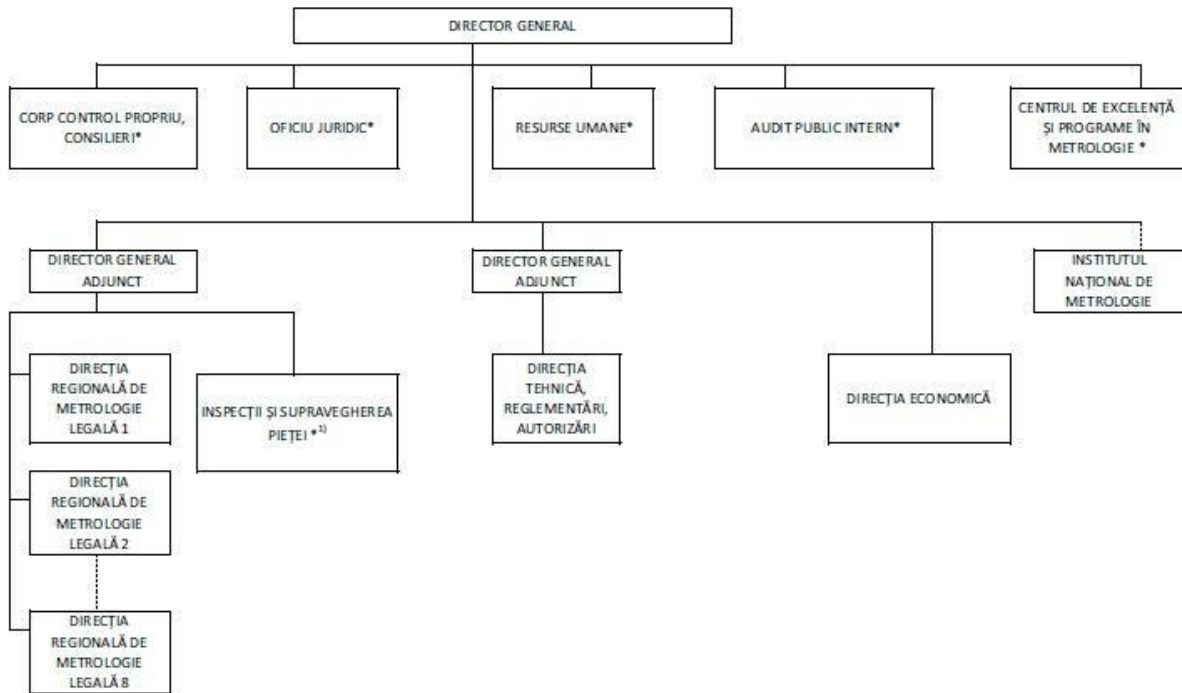 DIRECTOR GENERAL
CORP CONTROL PROPRIU,
CONSILIERI*
OFICIU JURIDIC*
RESURSE UMANE*
AUDIT PUBLIC INTERN*
CENTRUL DE EXCELENȚĂ
ȘI PROGRAME ÎN
METROLOGIE *
DIRECTOR GENERAL
ADJUNCT
DIRECTOR GENERAL
ADJUNCT
INSTITUTUL
NAȚIONAL DE
METROLOGIE
DIRECȚIA
REGIONALĂ DE
METROLOGIE
LEGALĂ 1
INSPECȚII ȘI SUPRAVEGHEREA
PIEȚEI *1)
DIRECȚIA
TEHNICĂ,
REGLEMENTĂRI,
AUTORIZĂRI
DIRECȚIA ECONOMICĂ
DIRECȚIA
REGIONALĂ DE
METROLOGIE
LEGALĂ 2
DIRECȚIA
REGIONALĂ DE
METROLOGIE
LEGALĂ 8